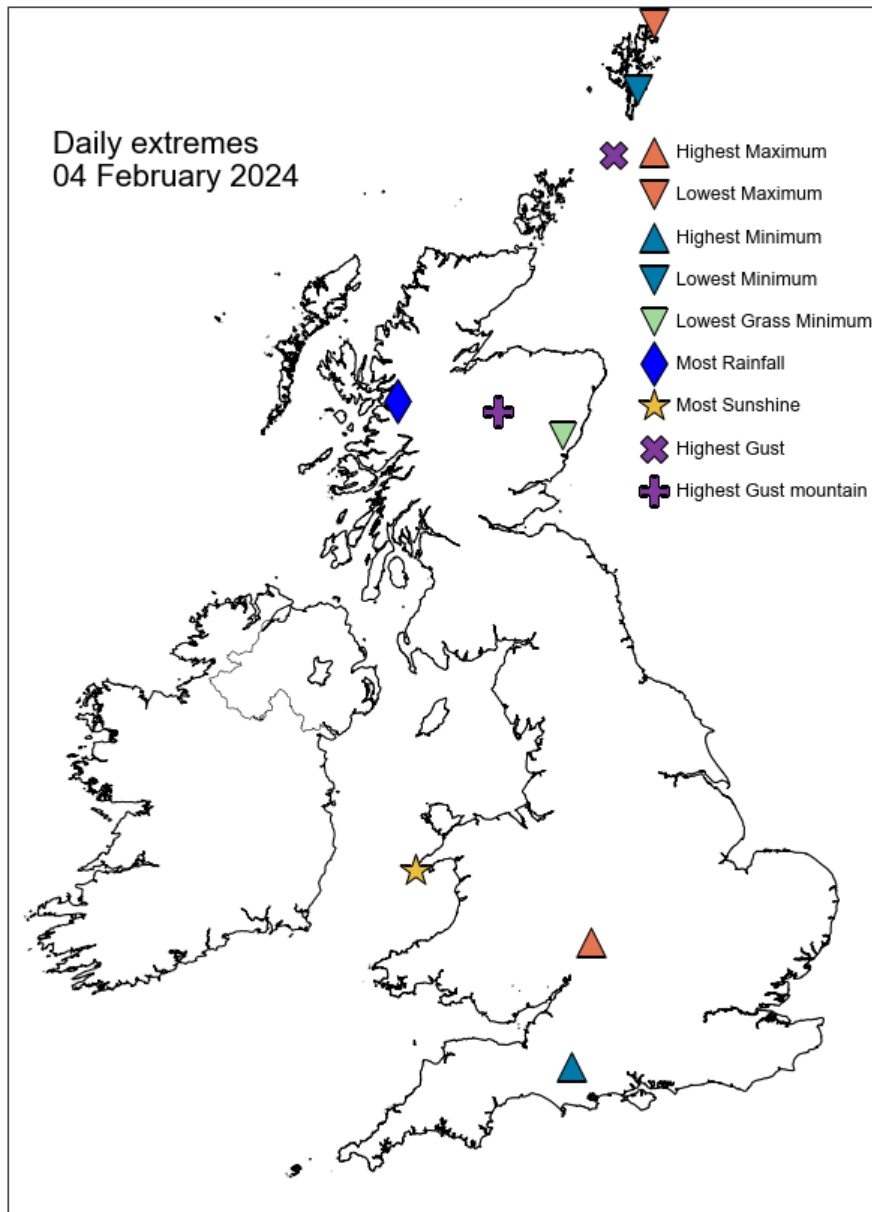 Daily extremes
04 February 2024
Highest Maximum
Lowest Maximum
Highest Minimum
Lowest Minimum
Lowest Grass Minimum
Most Rainfall
Most Sunshine
Highest Gust
Highest Gust mountain